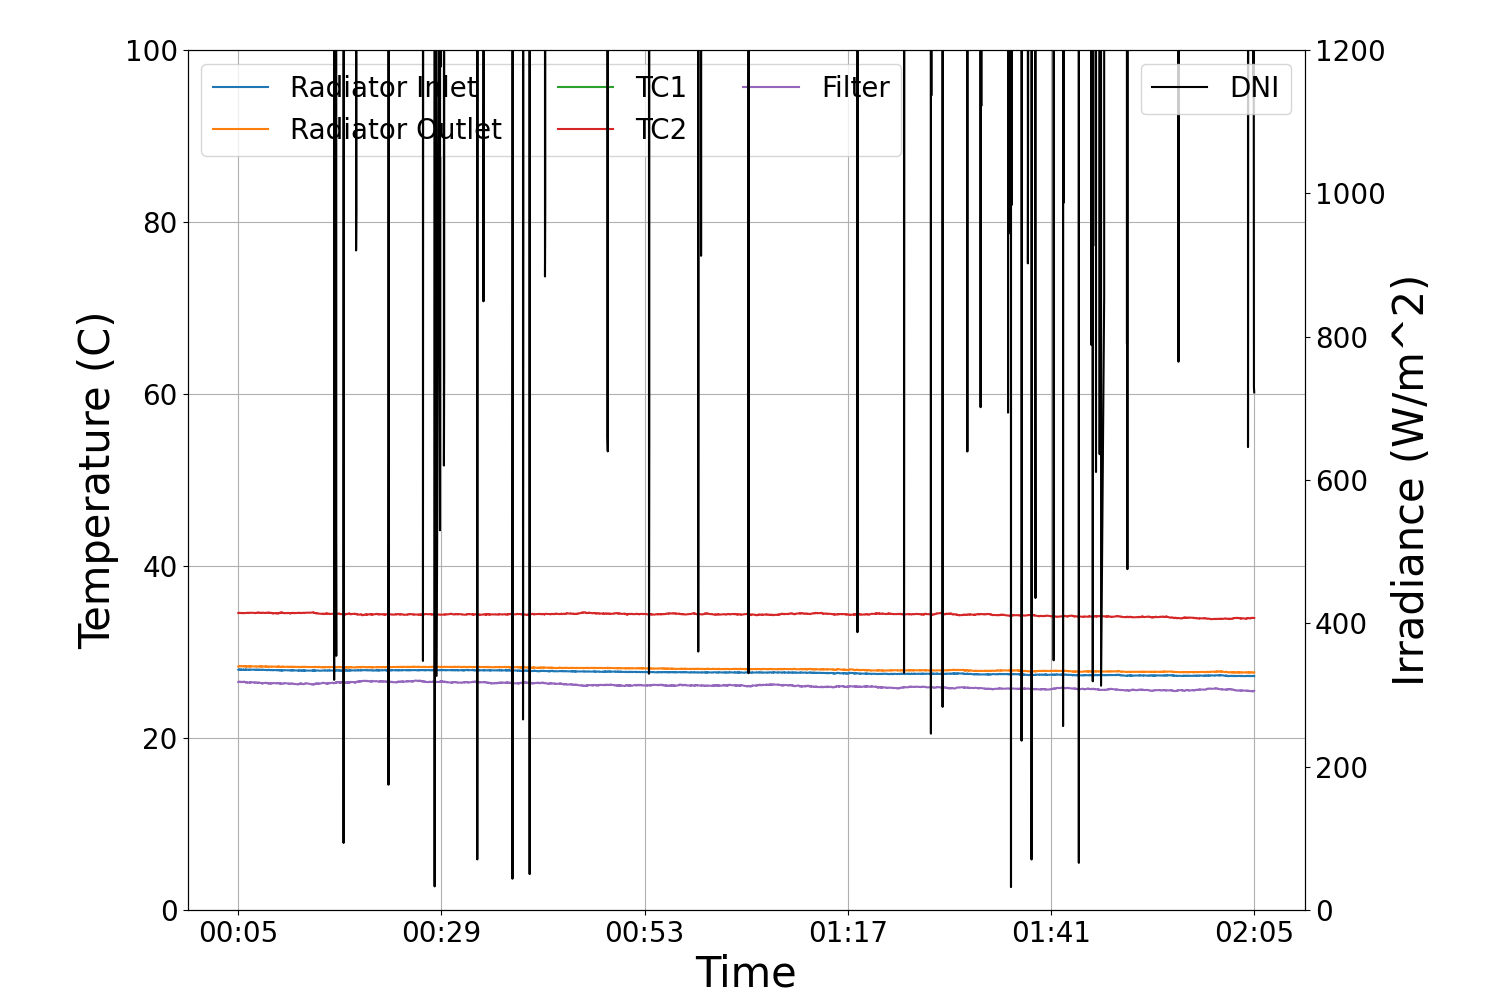 100
80
60
40
20
0
Temperature (C)
Radiator Inlet
Radiator Outlet
TC1
TC2
Filter
DNI
1200
1000
800
600
400
200
0
Irradiance (W/m^2)
00:05 00:29 00:53 01:17 01:41 02:05
Time